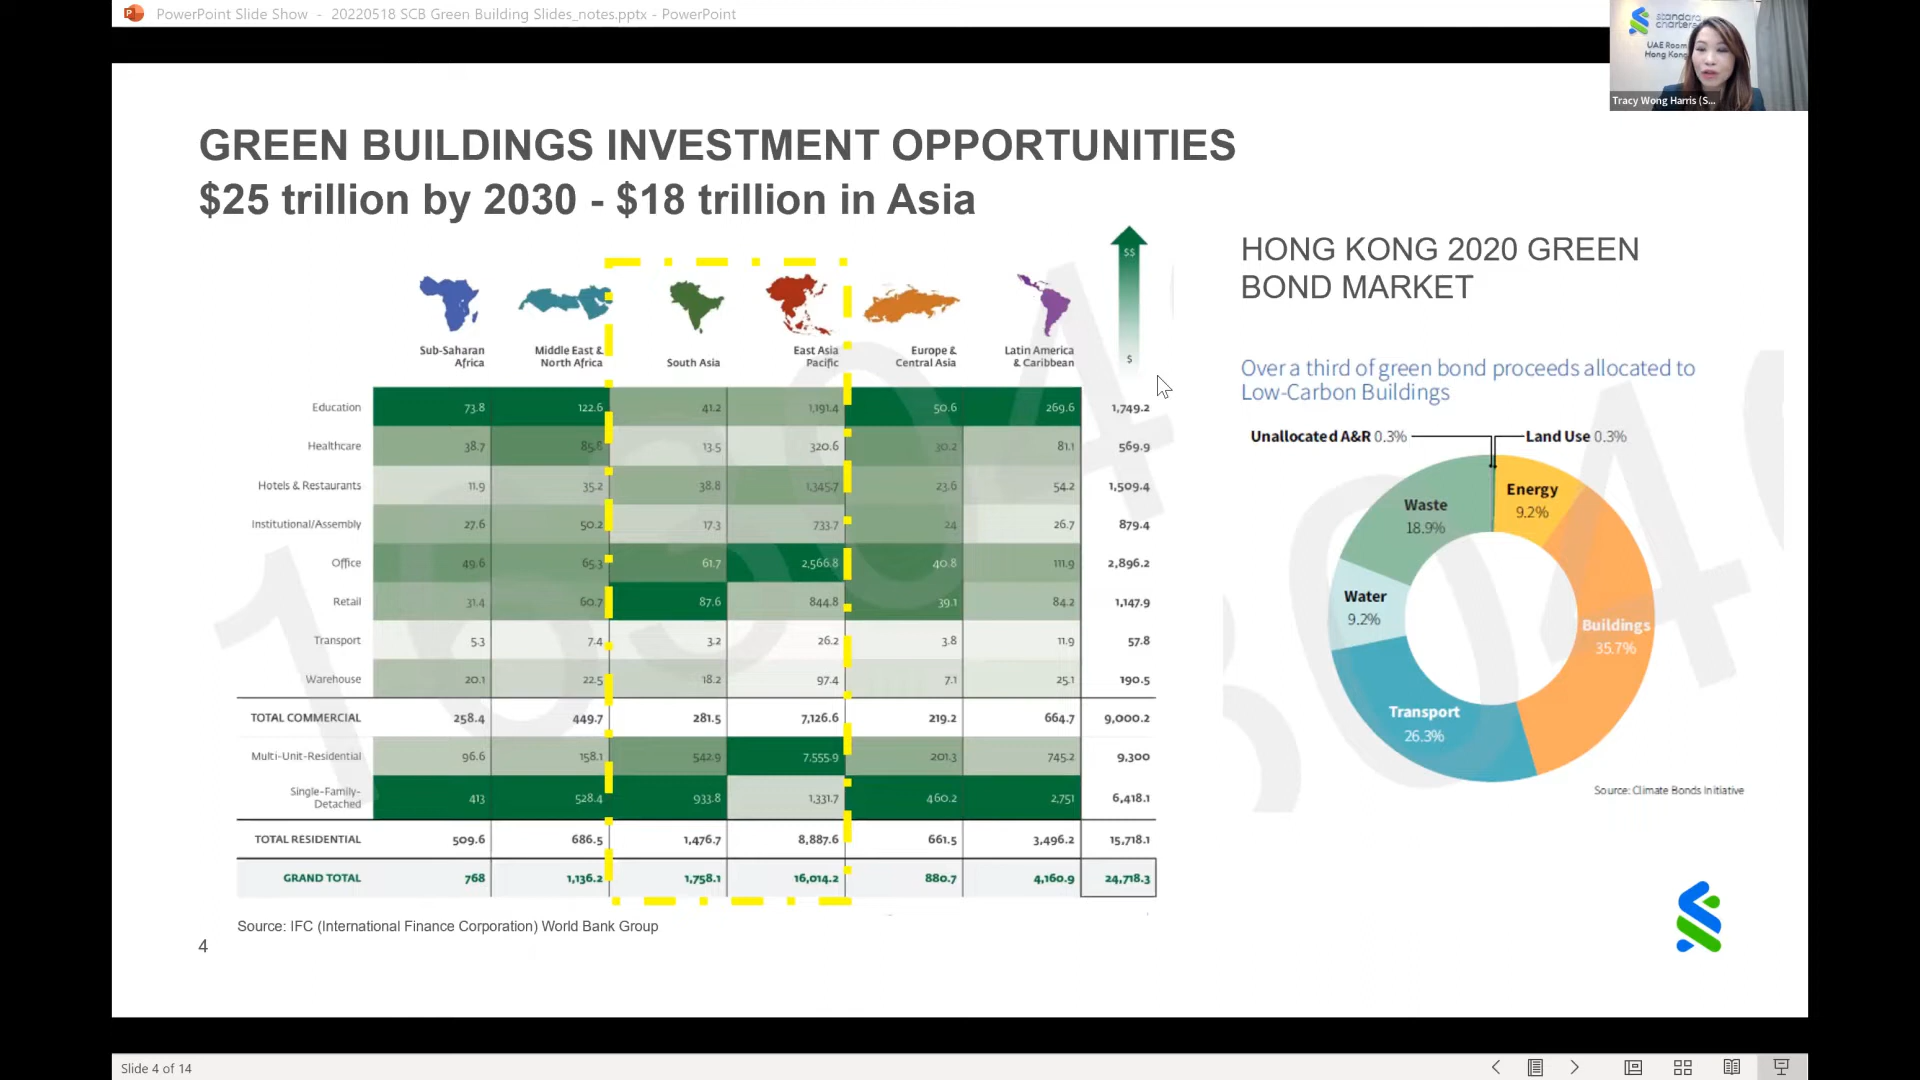 PowerPoint Slide Show - 20220518 SCB Green Building Slides_notes.pptx - PowerPoint
standard
chartered
UAE Room
Hong Kong
Tracy Wong Harris (S...
GREEN BUILDINGS INVESTMENT OPPORTUNITIES
$25 trillion by 2030 - $18 trillion in Asia
$$
$
Sub-Saharan Africa
Middle East & North Africa
South Asia
East Asia Pacific
Europe & Central Asia
Latin America & Caribbean
Education 73.8 122.6 41.2 1,191.4 50.6 269.6 1,749.2
Healthcare 38.7 85.8 13.5 320.6 30.2 81.1 569.9
Hotels & Restaurants 11.9 35.2 38.8 1,345.7 23.6 54.2 1,509.4
Institutional/Assembly 27.6 50.2 17.3 733.7 24 26.7 879.4
Office 49.6 65.3 61.7 2,566.8 40.8 111.9 2,896.2
Retail 31.4 60.7 87.6 844.8 39.1 84.2 1,147.9
Transport 5.3 7.4 3.2 26.2 3.8 11.9 57.8
Warehouse 20.1 22.5 18.2 97.4 7.1 25.1 190.5
TOTAL COMMERCIAL 258.4 449.7 281.5 7,126.6 219.2 664.7 9,000.2
Multi-Unit-Residential 96.6 158.1 542.9 7,555.9 201.3 745.2 9,300
Single-Family-Detached 413 528.4 933.8 1,331.7 460.2 2,751 6,418.1
TOTAL RESIDENTIAL 509.6 686.5 1,476.7 8,887.6 661.5 3,496.2 15,718.1
GRAND TOTAL 768 1,136.2 1,758.1 16,014.2 880.7 4,160.9 24,718.3
Source: IFC (International Finance Corporation) World Bank Group
4
HONG KONG 2020 GREEN
BOND MARKET
Over a third of green bond proceeds allocated to
Low-Carbon Buildings
Unallocated A&R 0.3%
Land Use 0.3%
Energy
9.2%
Waste
18.9%
Water
9.2%
Buildings
35.7%
Transport
26.3%
Source: Climate Bonds Initiative
Slide 4 of 14